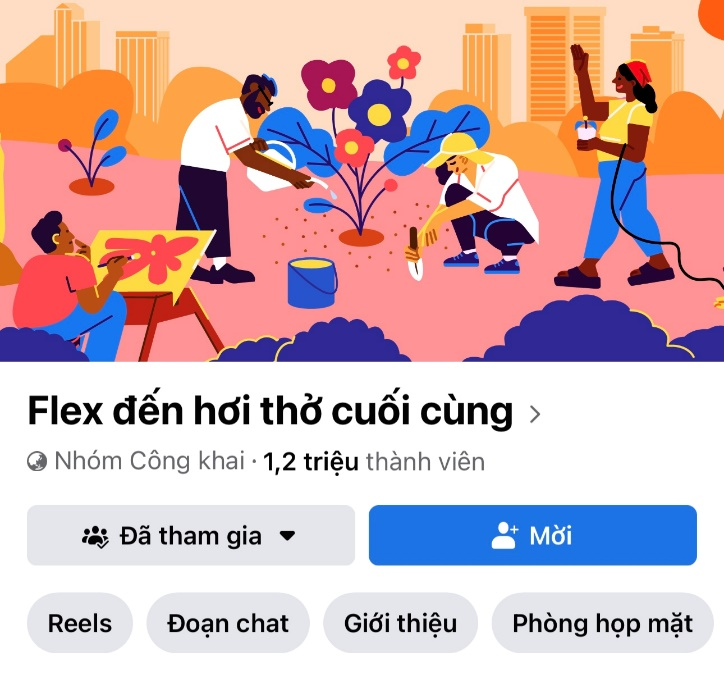 Flex đến hơi thở cuối cùng
Nhóm Công khai · 1,2 triệu thành viên
Đã tham gia
Mời
Reels
Đoạn chat
Giới thiệu
Phòng họp mặt